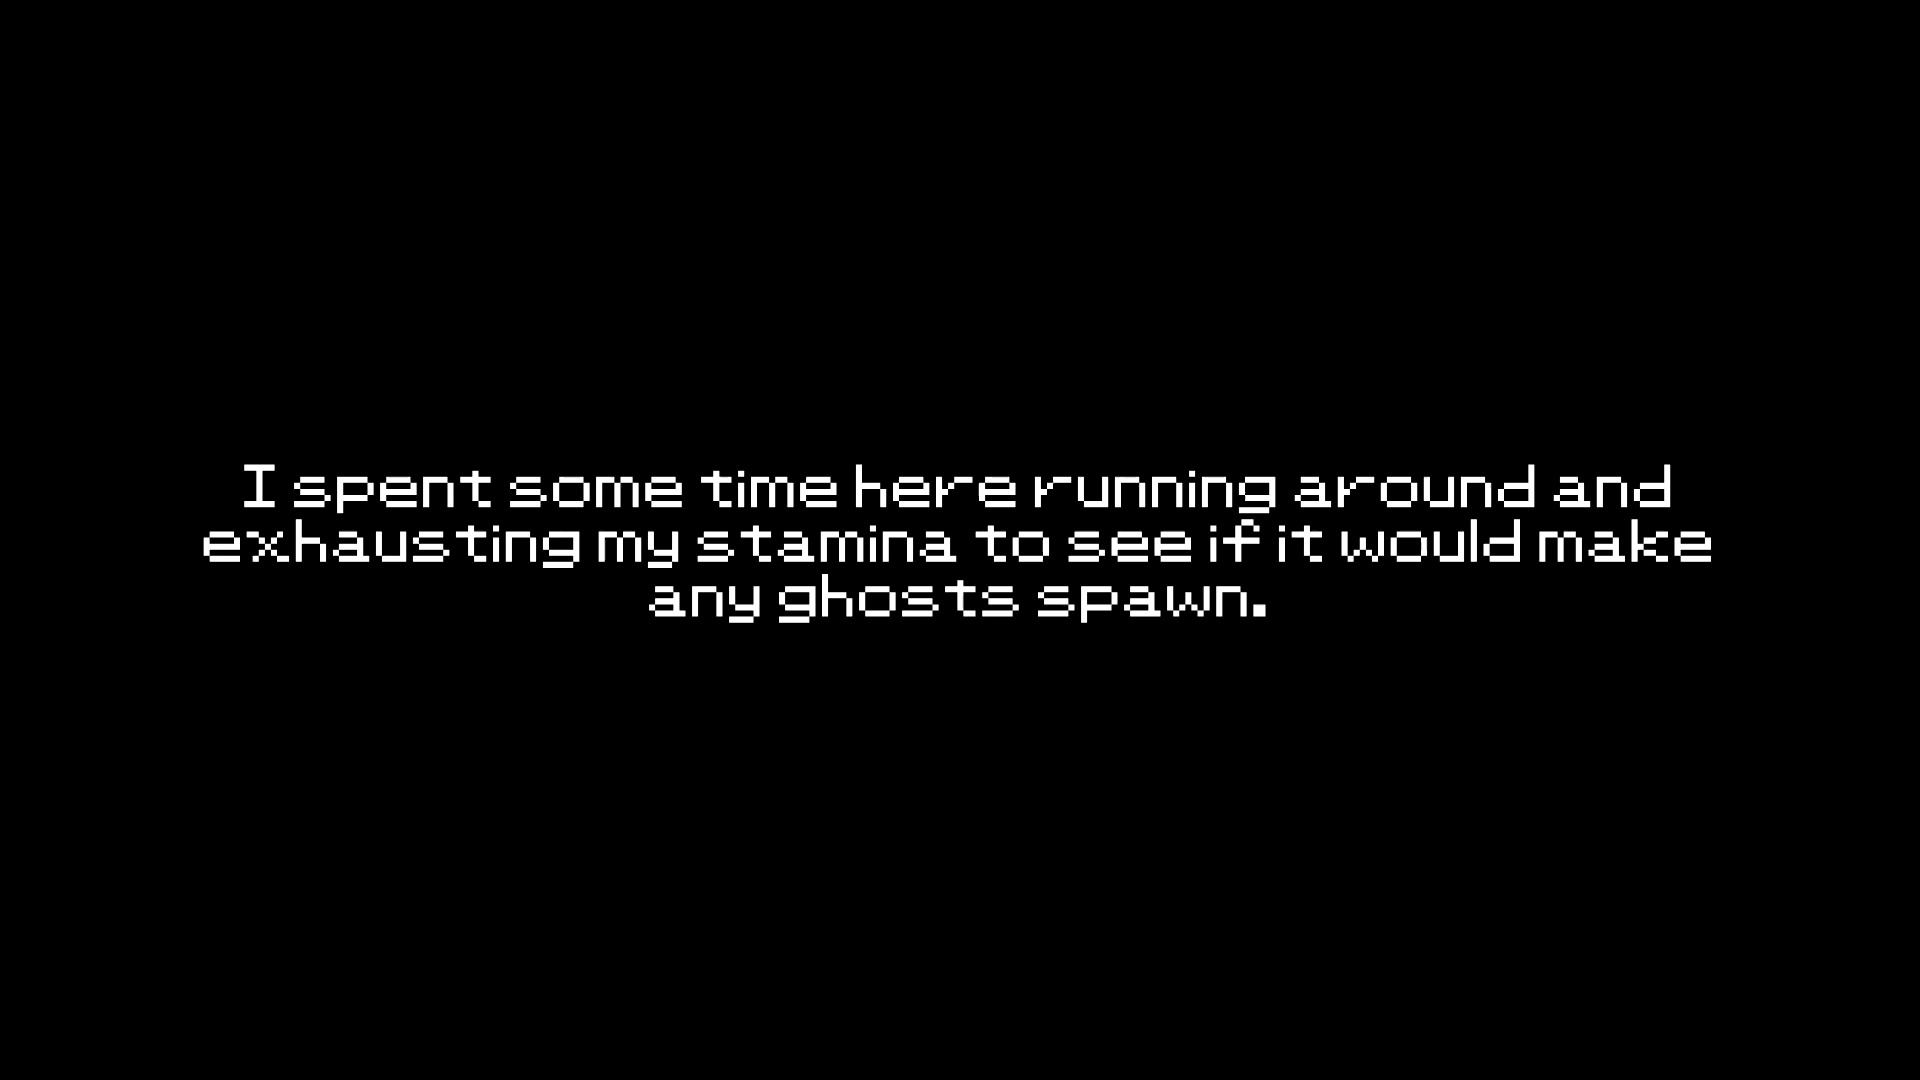 I spent some time here running around and
exhausting my stamina to see if it would make
any ghosts spawn.